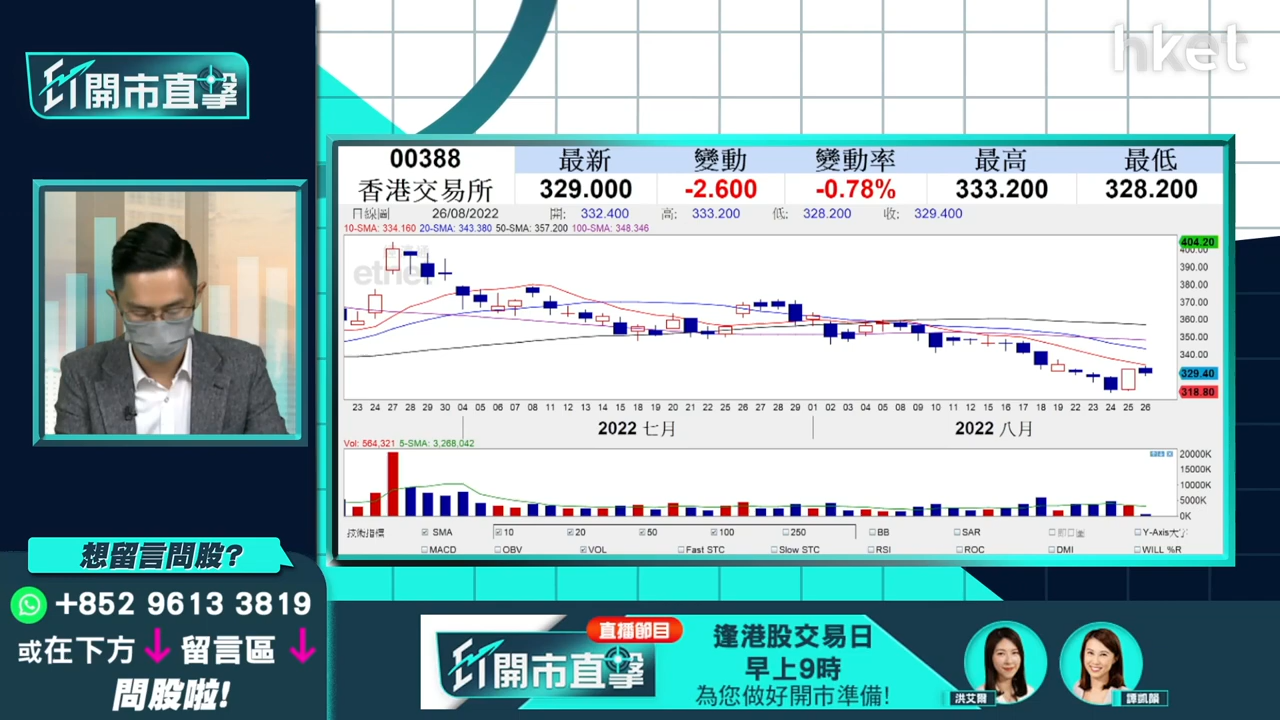 hket
ET開市直擊
00388
香港交易所
最新 變動 變動率 最高 最低
329.000 -2.600 -0.78% 333.200 328.200
日線圖 26/08/2022 開: 332.400 高: 333.200 低: 328.200 收: 329.400
10-SMA: 334.160 20-SMA: 343.380 50-SMA: 357.200 100-SMA: 348.346
404.20
400.00
390.00
380.00
370.00
360.00
350.00
340.00
329.40
318.80
23 24 27 28 29 30 04 05 06 07 08 11 12 13 14 15 18 19 20 21 22 25 26 27 28 29 01 02 03 04 05 08 09 10 11 12 15 16 17 18 19 22 23 24 25 26
2022 七月 2022 八月
Vol: 564,321 5-SMA: 3,268,042
20000K
15000K
10000K
5000K
0K
技術指標 SMA 10 20 50 100 250 BB SAR Y-Axis大字
MACD OBV VOL Fast STC Slow STC RSI ROC DMI WILL %R
想留言問股?
+852 9613 3819
或在下方 留言區
問股啦!
ET開市直擊
直播節目
逢港股交易日
早上9時
為您做好開市準備!
洪艾爾 譚凱韻